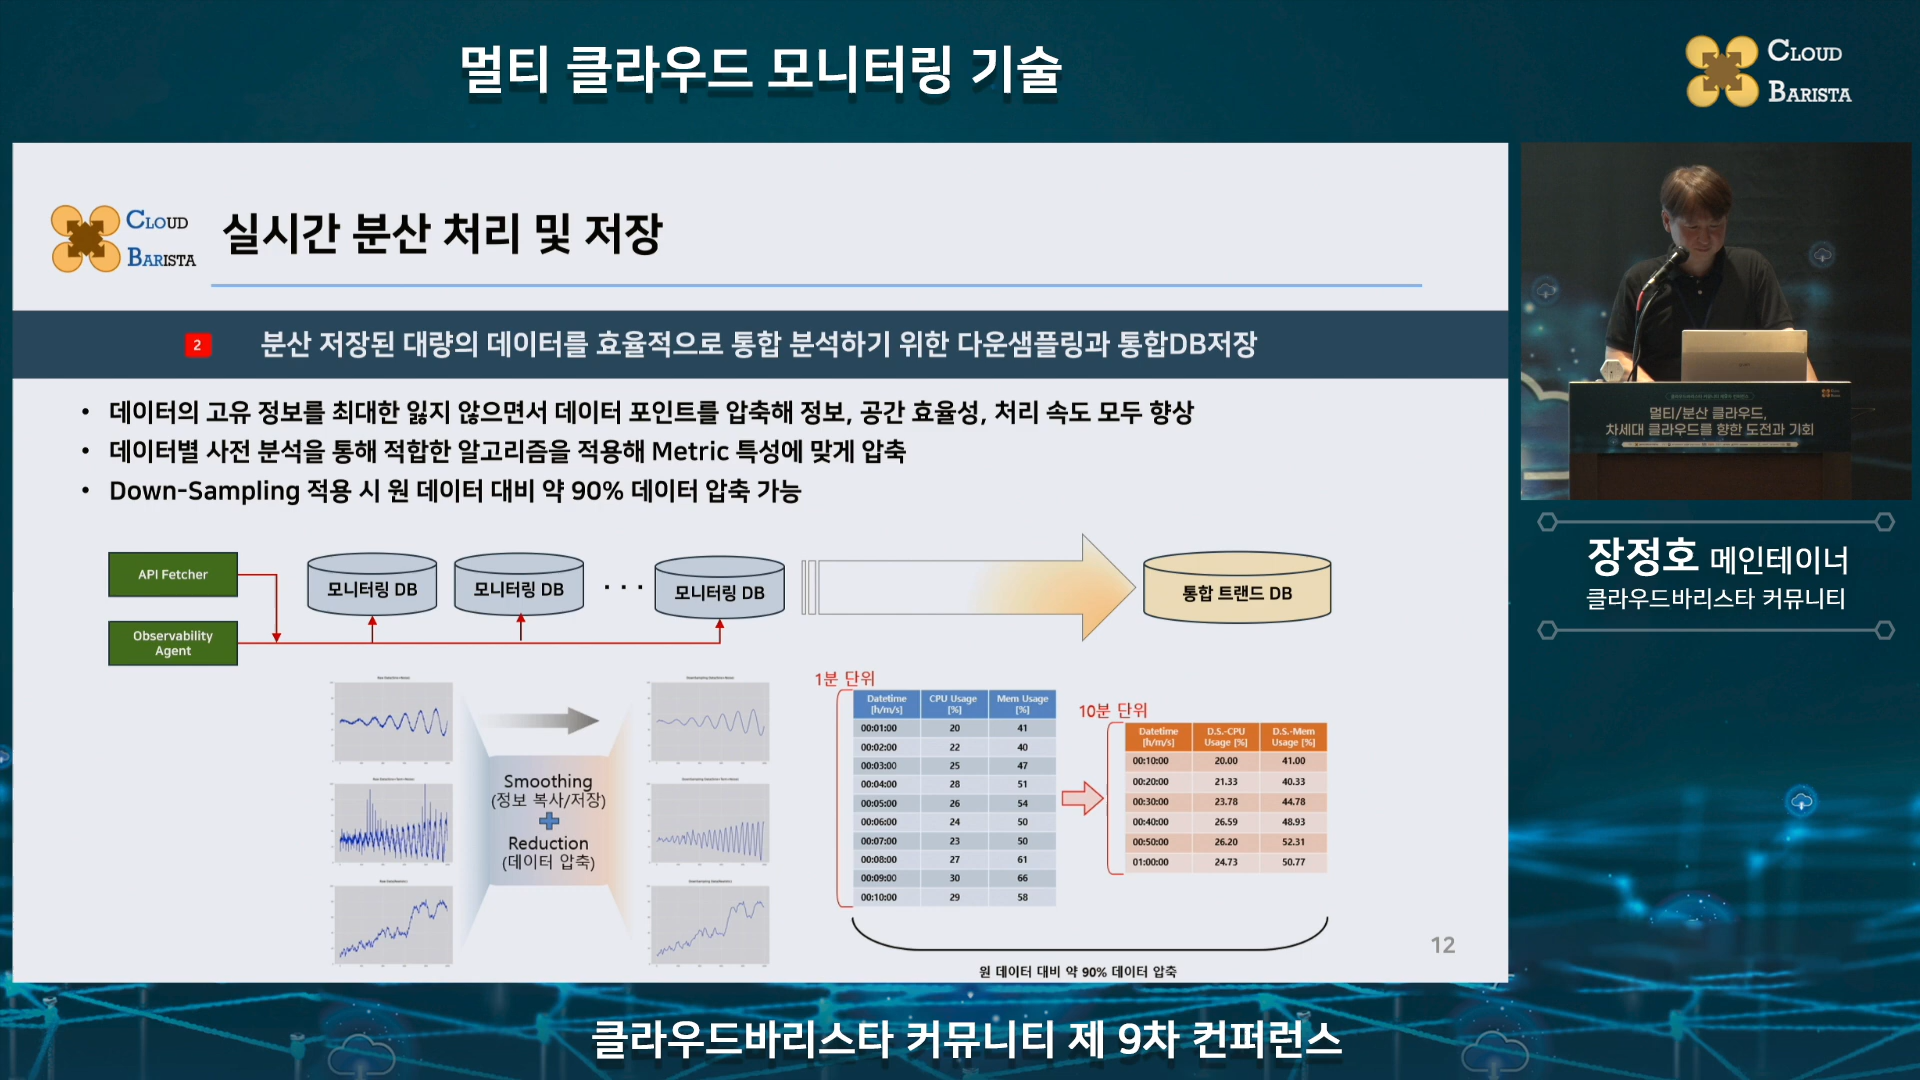 멀티 클라우드 모니터링 기술
CLOUD
BARISTA
CLOUD
BARISTA
실시간 분산 처리 및 저장
2
분산 저장된 대량의 데이터를 효율적으로 통합 분석하기 위한 다운샘플링과 통합DB저장
• 데이터의 고유 정보를 최대한 잃지 않으면서 데이터 포인트를 압축해 정보, 공간 효율성, 처리 속도 모두 향상
• 데이터별 사전 분석을 통해 적합한 알고리즘을 적용해 Metric 특성에 맞게 압축
• Down-Sampling 적용 시 원 데이터 대비 약 90% 데이터 압축 가능
API Fetcher
Observability
Agent
모니터링 DB
모니터링 DB
. . .
모니터링 DB
통합 트랜드 DB
Smoothing
(정보 복사/저장)
Reduction
(데이터 압축)
1분 단위
Datetime [h/m/s] CPU Usage [%] Mem Usage [%]
00:01:00 20 41
00:02:00 22 40
00:03:00 25 47
00:04:00 28 51
00:05:00 26 54
00:06:00 24 50
00:07:00 23 50
00:08:00 27 61
00:09:00 30 66
00:10:00 29 58
10분 단위
Datetime [h/m/s] D.S.-CPU Usage [%] D.S.-Mem Usage [%]
00:10:00 20.00 41.00
00:20:00 21.33 40.33
00:30:00 23.78 44.78
00:40:00 26.59 48.93
00:50:00 26.20 52.31
01:00:00 24.73 50.77
원 데이터 대비 약 90% 데이터 압축
12
멀티/분산 클라우드,
차세대 클라우드를 향한 도전과 기회
장정호 메인테이너
클라우드바리스타 커뮤니티
클라우드바리스타 커뮤니티 제 9차 컨퍼런스